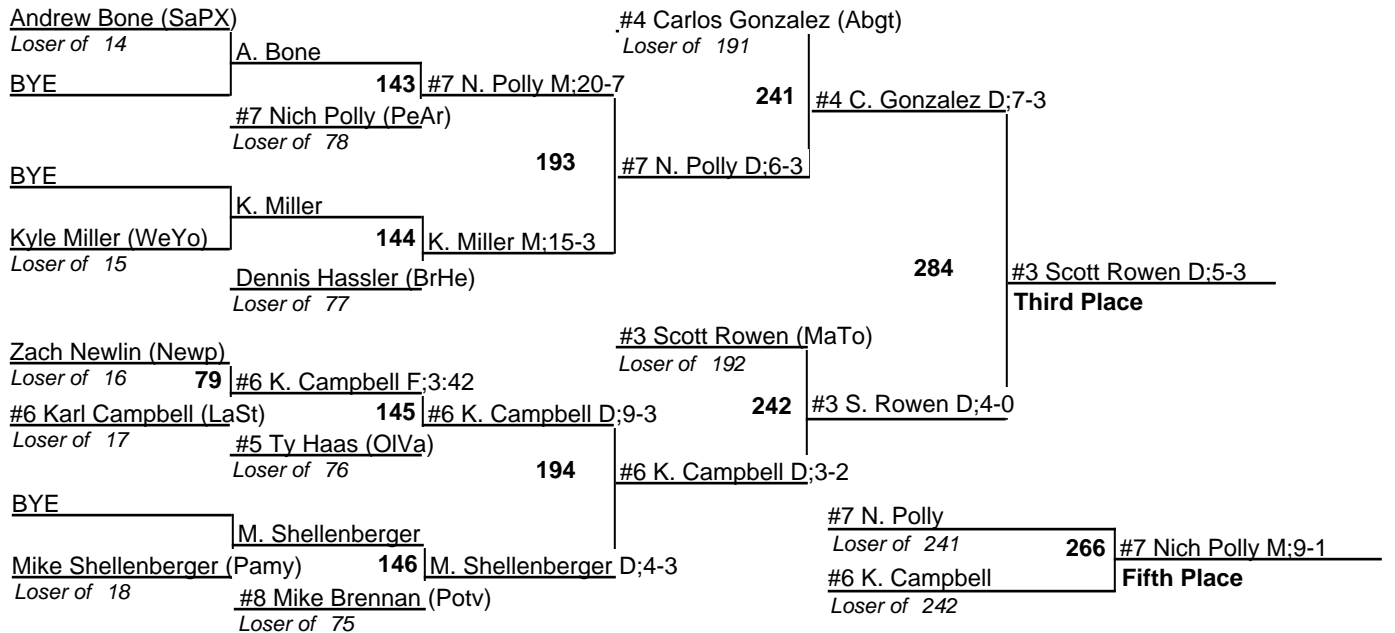 Andrew Bone (SaPX)
Loser of 14
A. Bone
BYE
143 #7 N. Polly M;20-7
#7 Nich Polly (PeAr)
Loser of 78
193 #7 N. Polly D;6-3
BYE
K. Miller
Kyle Miller (WeYo)
Loser of 15
144 K. Miller M;15-3
Dennis Hassler (BrHe)
Loser of 77
#4 Carlos Gonzalez (Abgt)
Loser of 191
241 #4 C. Gonzalez D;7-3
284 #3 Scott Rowen D;5-3
Third Place
Zach Newlin (Newp)
Loser of 16
79 #6 K. Campbell F;3:42
#6 Karl Campbell (LaSt)
Loser of 17
145 #6 K. Campbell D;9-3
#5 Ty Haas (OlVa)
Loser of 76
194 #6 K. Campbell D;3-2
BYE
M. Shellenberger
Mike Shellenberger (Pamy)
Loser of 18
146 M. Shellenberger D;4-3
#8 Mike Brennan (Potv)
Loser of 75
#3 Scott Rowen (MaTo)
Loser of 192
242 #3 S. Rowen D;4-0
#7 N. Polly
Loser of 241
266 #7 Nich Polly M;9-1
#6 K. Campbell
Fifth Place
Loser of 242